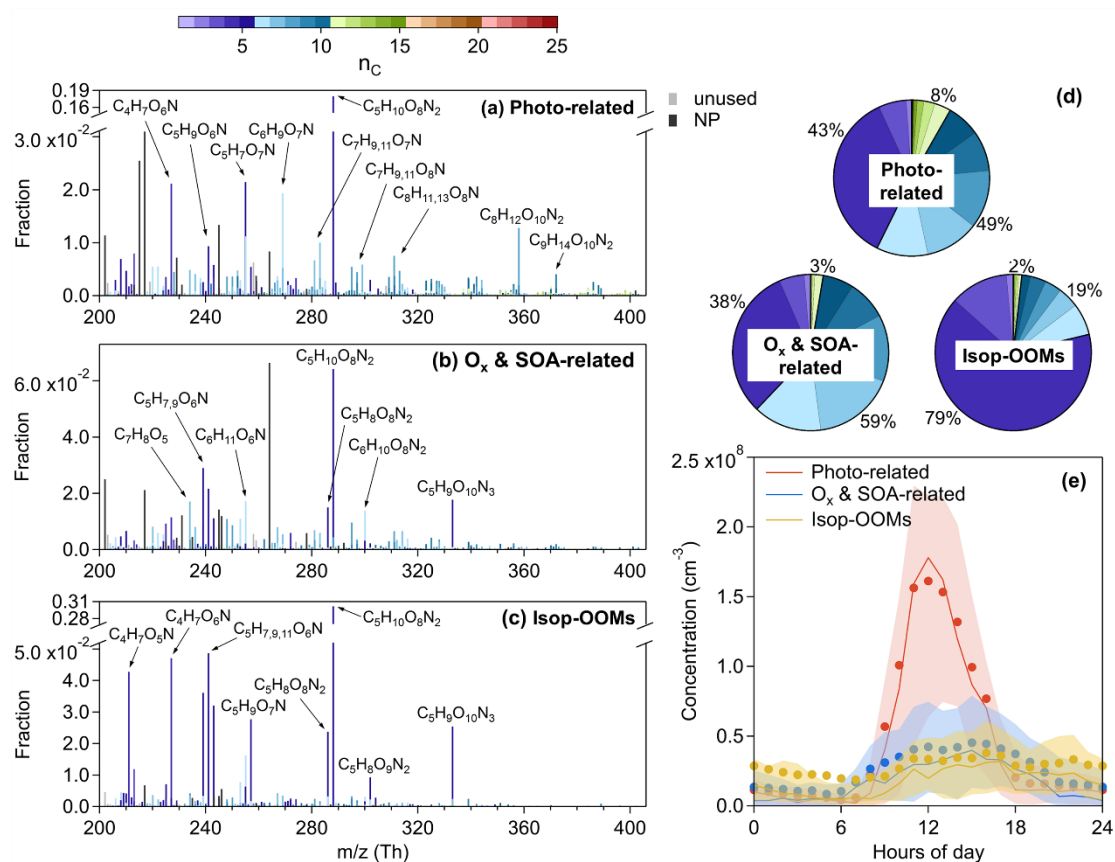 5 10 15 20 25
n_C
(a) Photo-related
0.19
0.16
3.0 x10⁻²
2.0
1.0
0.0
Fraction
C₄H₇O₆N
C₅H₉O₆N
C₅H₇O₇N
C₆H₉O₇N
C₅H₁₀O₈N₂
C₇H₉,₁₁O₇N
C₇H₉,₁₁O₈N
C₈H₁₁,₁₃O₈N
C₈H₁₂O₁₀N₂
C₉H₁₄O₁₀N₂
200 240 280 320 360 400
unused
NP
(b) Oₓ & SOA-related
6.0 x10⁻²
4.0
2.0
0.0
Fraction
C₅H₁₀O₈N₂
C₅H₇,₉O₆N
C₅H₈O₈N₂
C₇H₈O₅
C₆H₁₁O₆N
C₆H₁₀O₈N₂
C₅H₉O₁₀N₃
200 240 280 320 360 400
(c) Isop-OOMs
0.31
0.28
5.0 x10⁻²
4.0
3.0
2.0
1.0
0.0
Fraction
C₅H₁₀O₈N₂
C₄H₇O₅N
C₄H₇O₆N
C₅H₇,₉,₁₁O₆N
C₅H₈O₈N₂
C₅H₉O₇N
C₅H₉O₁₀N₃
C₅H₈O₉N₂
200 240 280 320 360 400
m/z (Th)
(d)
8%
43%
Photo-
related
49%
3%
38%
Oₓ & SOA-
related
59%
2%
19%
Isop-OOMs
79%
(e)
2.5 x10⁸
2.0
1.5
1.0
0.5
0.0
Concentration (cm⁻³)
Photo-related
Oₓ & SOA-related
Isop-OOMs
0 6 12 18 24
Hours of day